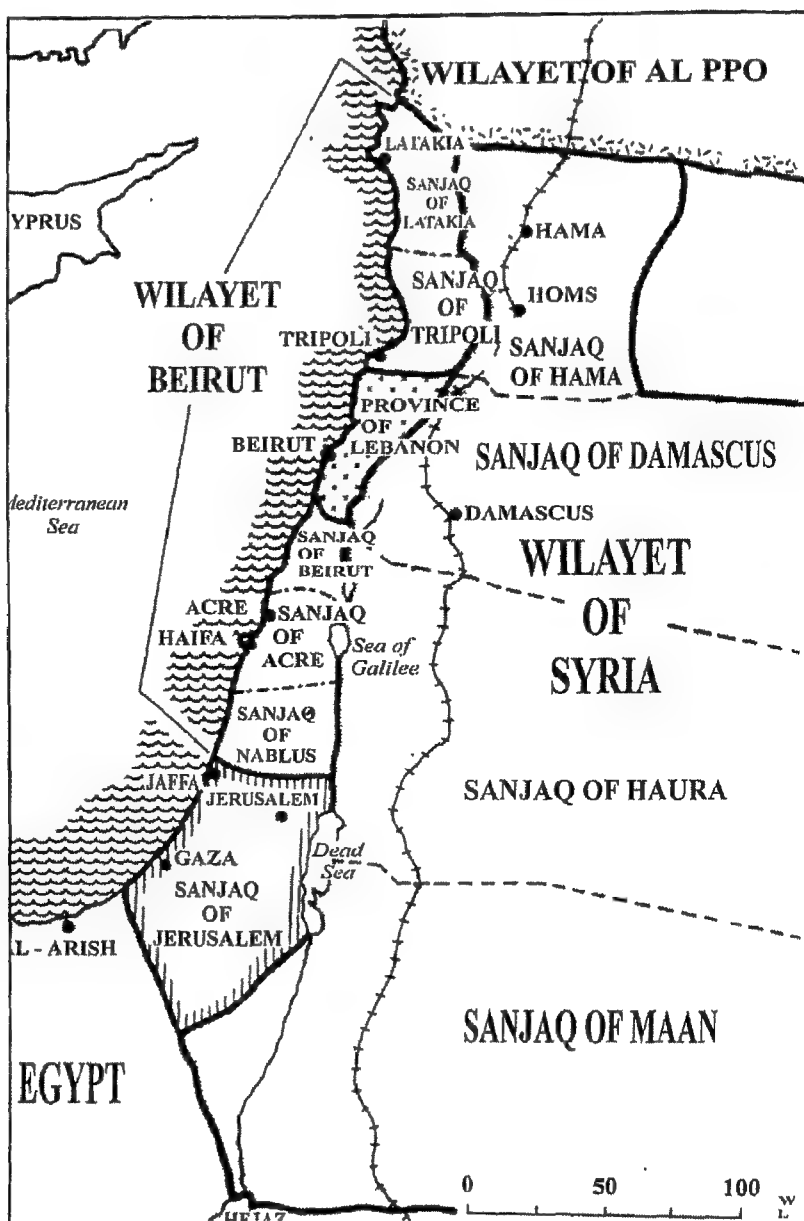 WILAYET OF AL PPO
LATAKIA
SANJAQ
OF
LATAKIA
YPRUS
HAMA
WILAYET
OF
BEIRUT
SANJAQ
OF
TRIPOLI
HOMS
TRIPOLI
SANJAQ
OF HAMA
PROVINCE
OF
LEBANON
BEIRUT
SANJAQ OF DAMASCUS
Mediterranean
Sea
DAMASCUS
SANJAQ
OF
BEIRUT
WILAYET
OF
SYRIA
ACRE
HAIFA
SANJAQ
OF
ACRE
Sea of
Galilee
SANJAQ
OF
NABLUS
JAFFA
JERUSALEM
SANJAQ OF HAURA
GAZA
Dead
Sea
SANJAQ
OF
JERUSALEM
L - ARISH
SANJAQ OF MAAN
EGYPT
0 50 100
HEJAZ